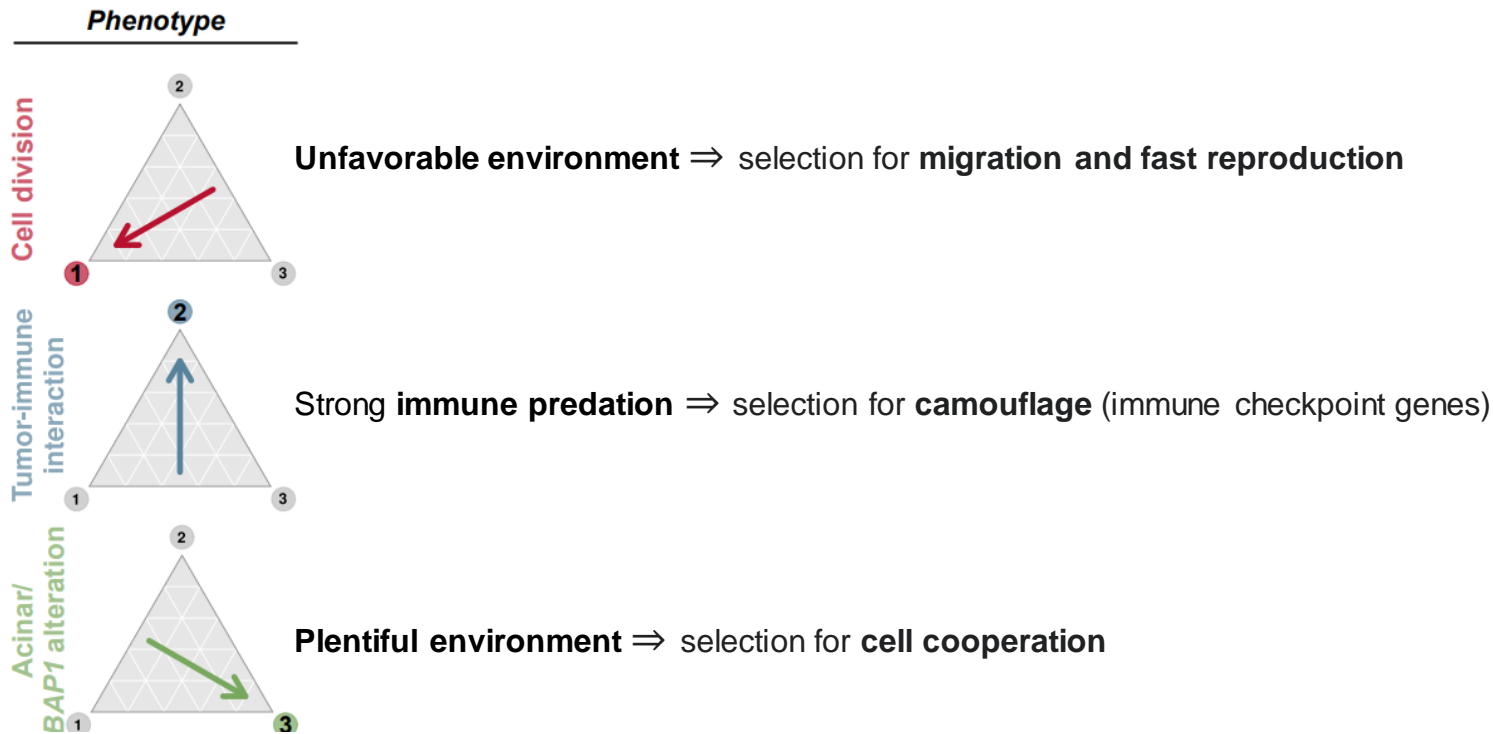 Phenotype
Cell division
2
1
3
Unfavorable environment ⇒ selection for migration and fast reproduction
Tumor-immune
interaction
2
1
3
Strong immune predation ⇒ selection for camouflage (immune checkpoint genes)
Acinar/
BAP1 alteration
2
1
3
Plentiful environment ⇒ selection for cell cooperation